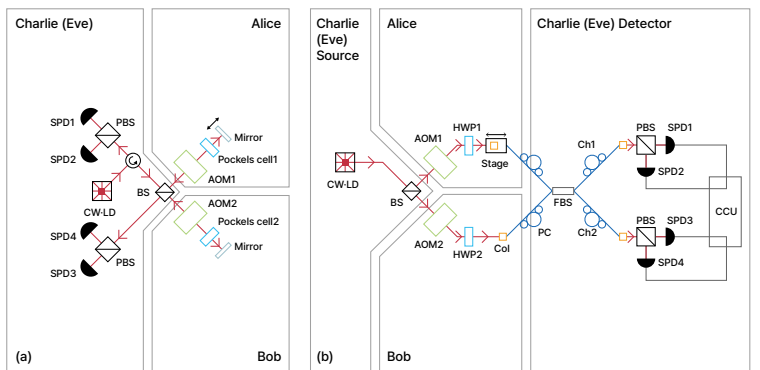 Charlie (Eve)
Alice
SPD1
PBS
SPD2
Mirror
Pockels cell1
AOM1
BS
CW-LD
AOM2
Pockels cell2
SPD4
Mirror
PBS
SPD3
(a)
Bob
Charlie
(Eve)
Source
Alice
Charlie (Eve) Detector
HWP1
AOM1
Stage
Ch1
PBS
SPD1
SPD2
CW-LD
BS
FBS
CCU
AOM2
HWP2
Col
PC
Ch2
PBS
SPD3
SPD4
(b)
Bob